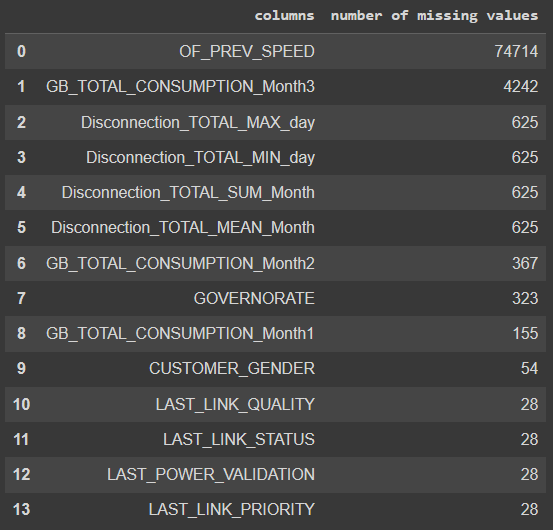 columns number of missing values
0 OF_PREV_SPEED 74714
1 GB_TOTAL_CONSUMPTION_Month3 4242
2 Disconnection_TOTAL_MAX_day 625
3 Disconnection_TOTAL_MIN_day 625
4 Disconnection_TOTAL_SUM_Month 625
5 Disconnection_TOTAL_MEAN_Month 625
6 GB_TOTAL_CONSUMPTION_Month2 367
7 GOVERNORATE 323
8 GB_TOTAL_CONSUMPTION_Month1 155
9 CUSTOMER_GENDER 54
10 LAST_LINK_QUALITY 28
11 LAST_LINK_STATUS 28
12 LAST_POWER_VALIDATION 28
13 LAST_LINK_PRIORITY 28